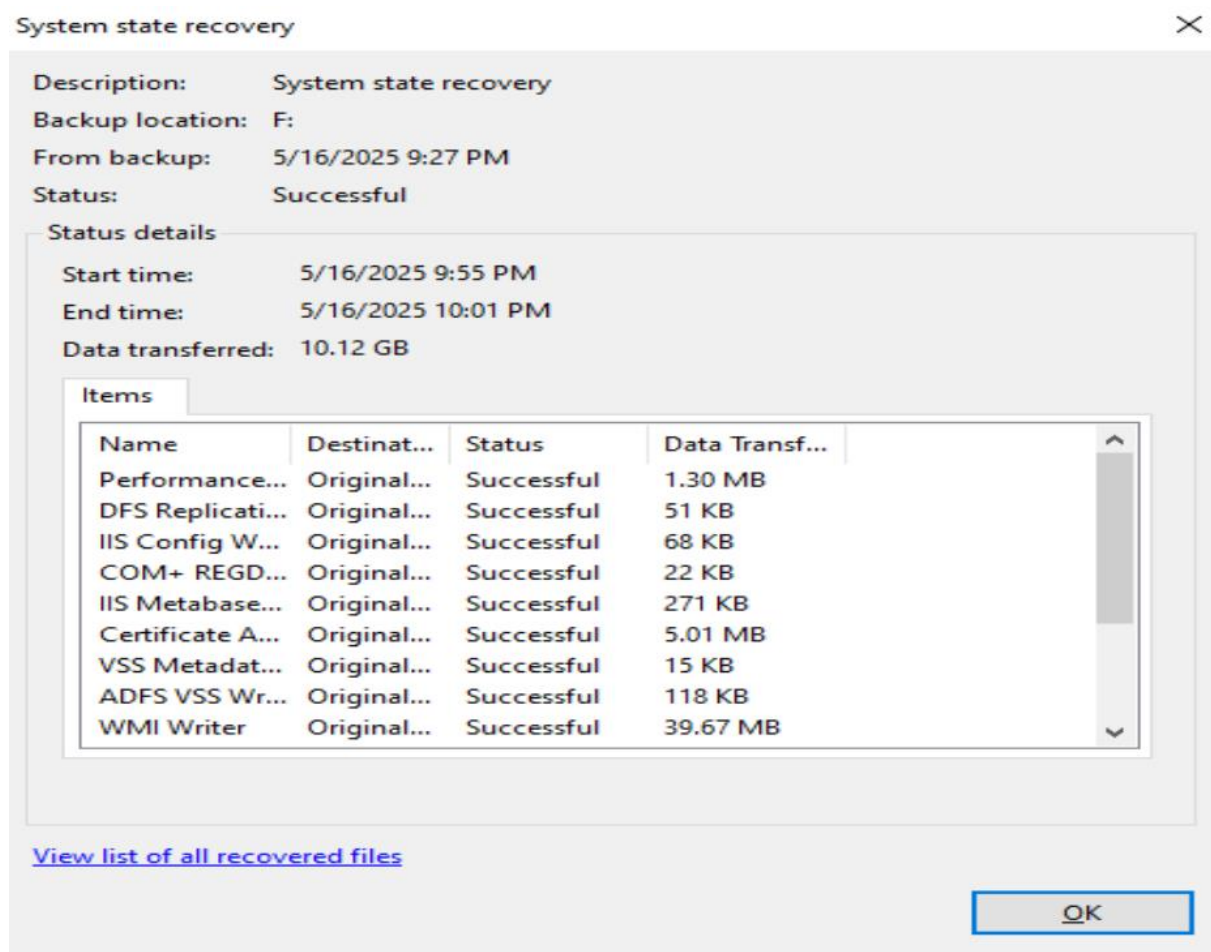 System state recovery
Description: System state recovery
Backup location: F:
From backup: 5/16/2025 9:27 PM
Status: Successful
Status details
Start time: 5/16/2025 9:55 PM
End time: 5/16/2025 10:01 PM
Data transferred: 10.12 GB
Items
Name Destinat... Status Data Transf...
Performance... Original... Successful 1.30 MB
DFS Replicati... Original... Successful 51 KB
IIS Config W... Original... Successful 68 KB
COM+ REGD... Original... Successful 22 KB
IIS Metabase... Original... Successful 271 KB
Certificate A... Original... Successful 5.01 MB
VSS Metadat... Original... Successful 15 KB
ADFS VSS Wr... Original... Successful 118 KB
WMI Writer Original... Successful 39.67 MB
View list of all recovered files
OK